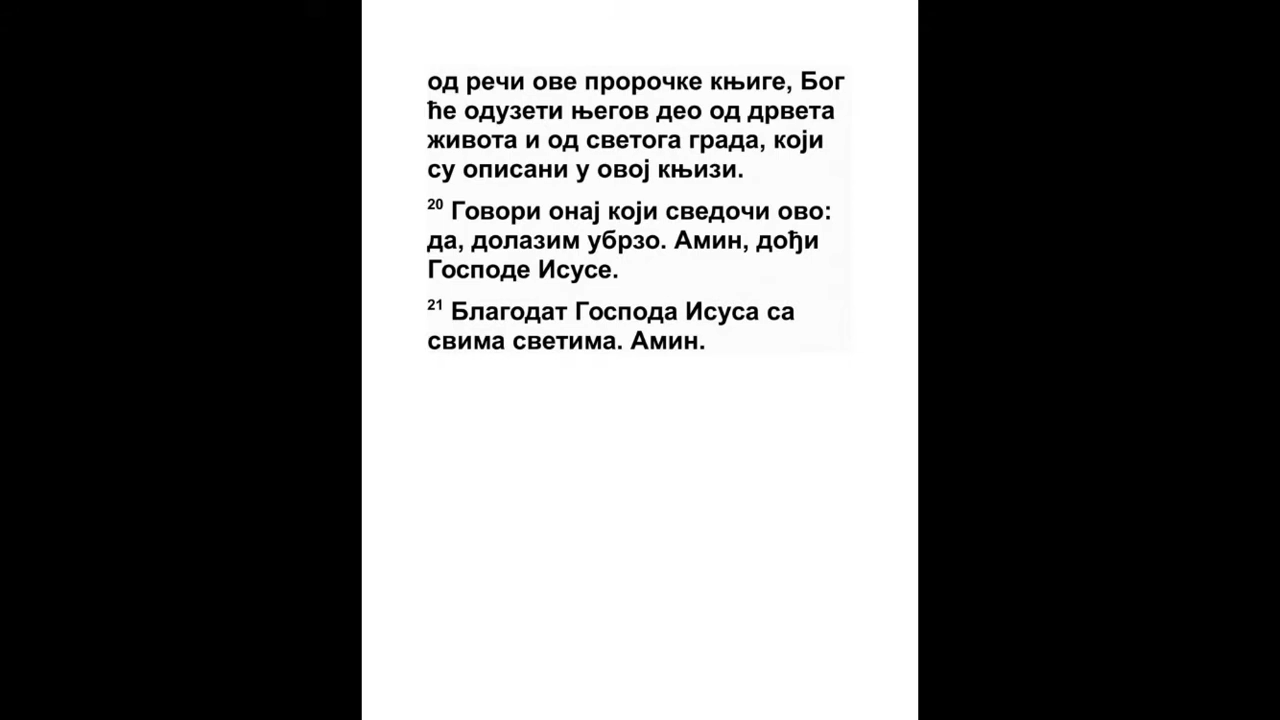 од речи ове пророчке књиге, Бог
ће одузети његов део од дрвета
живота и од светога града, који
су описани у овој књизи.
20 Говори онај који сведочи ово:
да, долазим убрзо. Амин, дођи
Господе Исусе.
21 Благодат Господа Исуса са
свима светима. Амин.